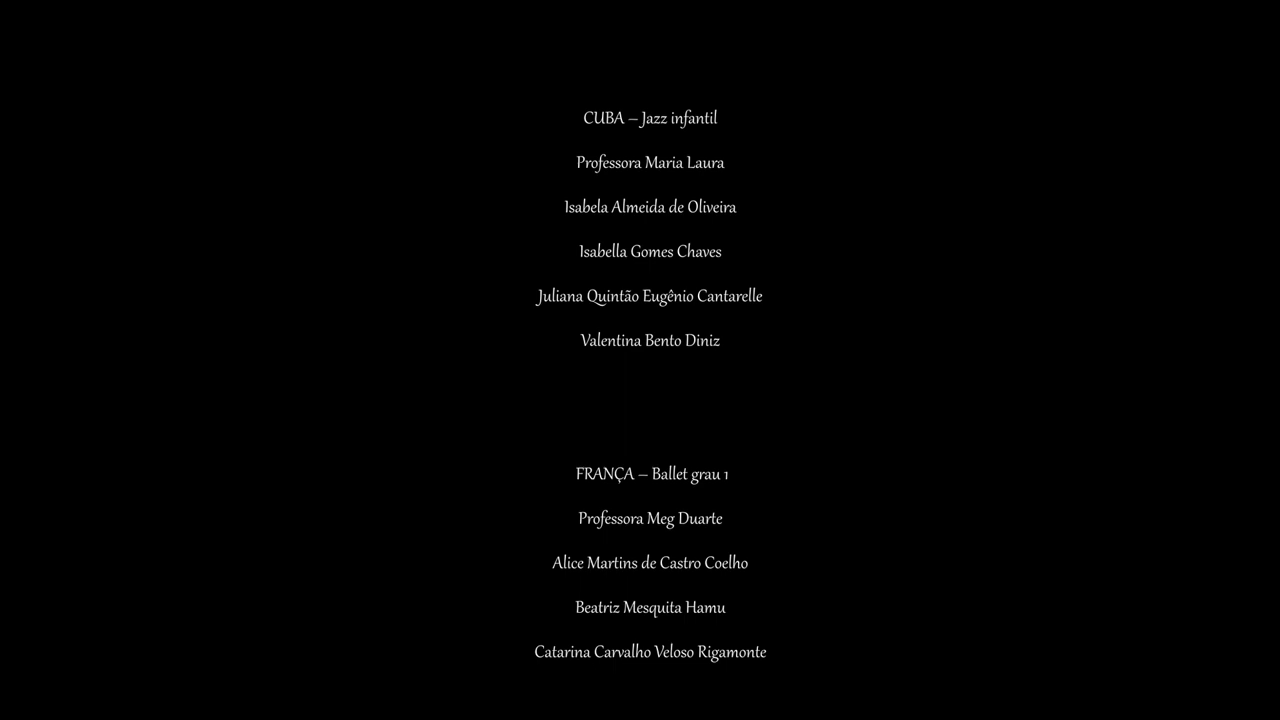 CUBA – Jazz infantil
Professora Maria Laura
Isabela Almeida de Oliveira
Isabella Gomes Chaves
Juliana Quintão Eugênio Cantarelle
Valentina Bento Diniz
FRANÇA – Ballet grau 1
Professora Meg Duarte
Alice Martins de Castro Coelho
Beatriz Mesquita Hamu
Catarina Carvalho Veloso Rigamonte